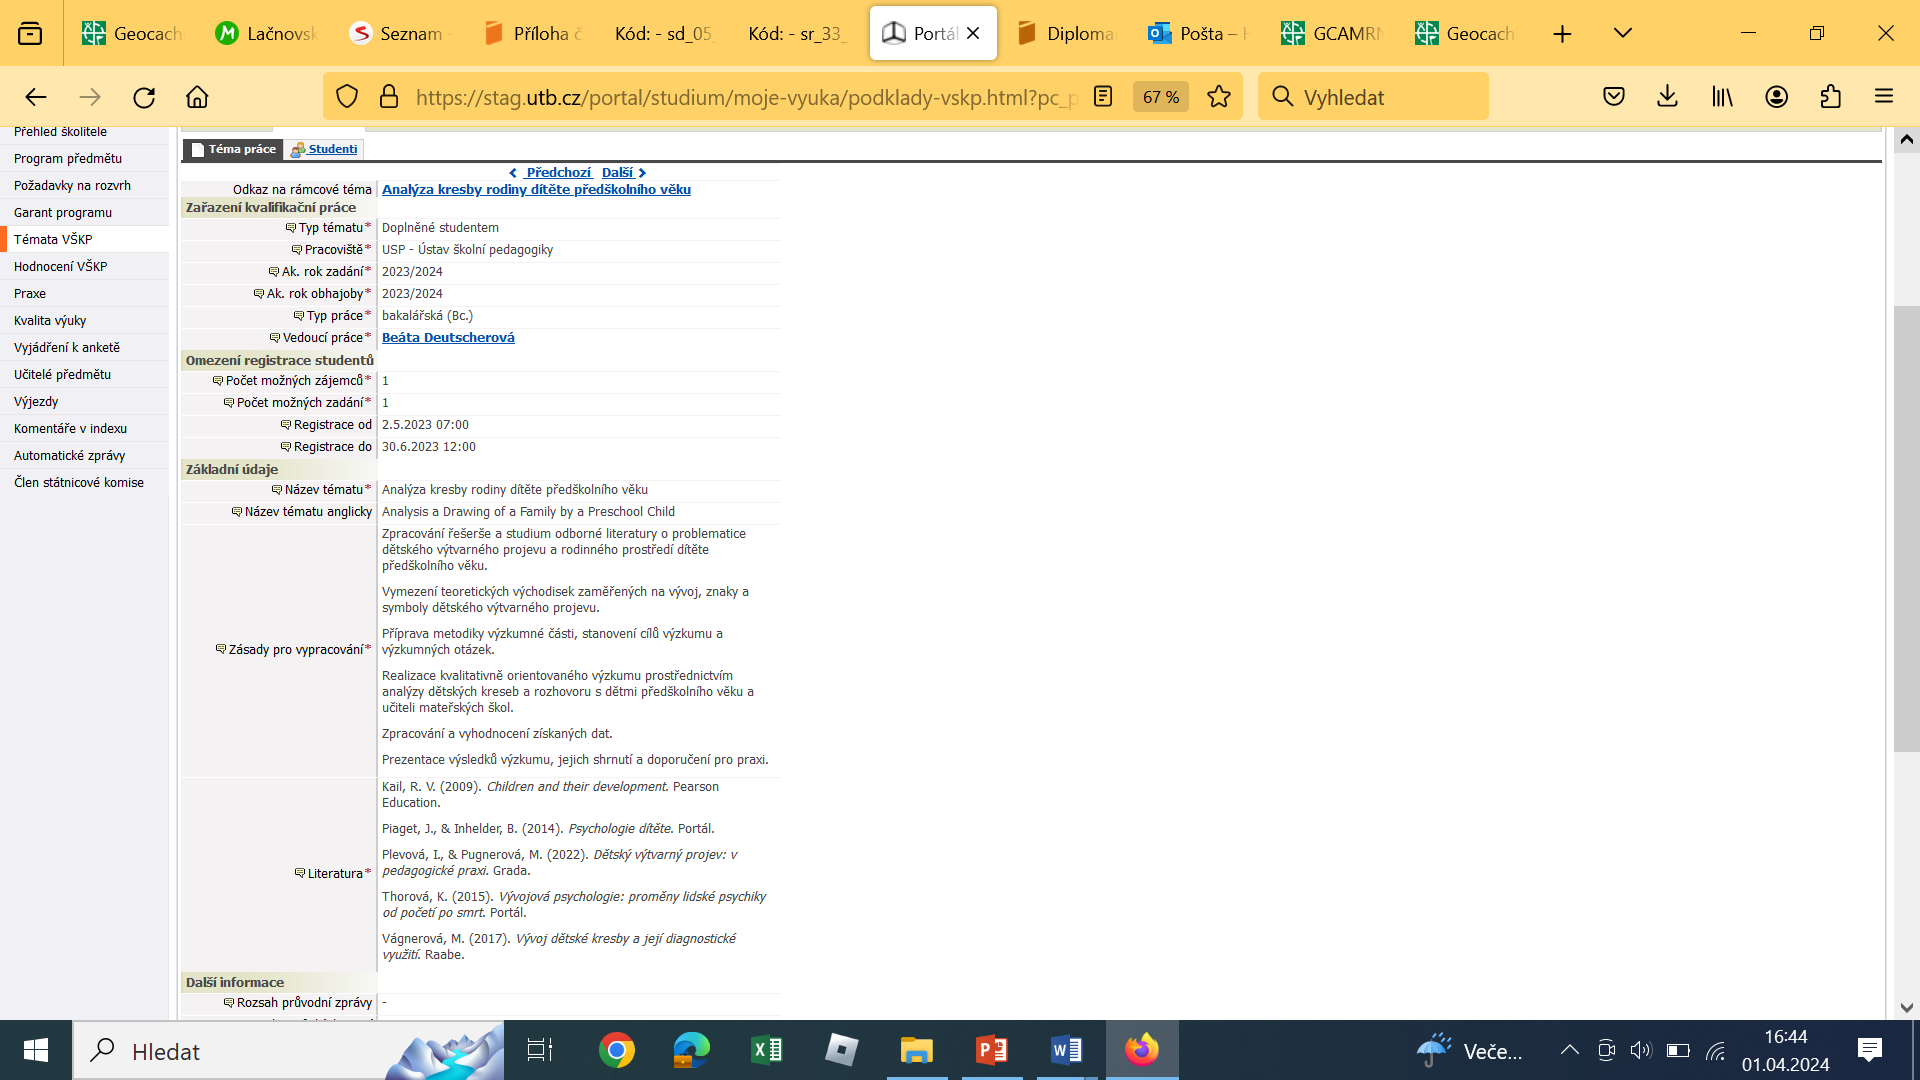 Geocach
Lačnovsk
Seznam -
Příloha č
Kód: - sd_05_
Kód: - sr_33_
Portál
Diplomar
Pošta –
GCAMRN
Geocach
https://stag.utb.cz/portal/studium/moje-vyuka/podklady-vskp.html?pc_p
67 %
Vyhledat
Přehled školitele
Program předmětu
Požadavky na rozvrh
Garant programu
Témata VŠKP
Hodnocení VŠKP
Praxe
Kvalita výuky
Vyjádření k anketě
Učitelé předmětu
Výjezdy
Komentáře v indexu
Automatické zprávy
Člen státnicové komise
Téma práce Studenti
Předchozí Další
Odkaz na rámcové téma Analýza kresby rodiny dítěte předškolního věku
Zařazení kvalifikační práce
Typ tématu* Doplněné studentem
Pracoviště* USP - Ústav školní pedagogiky
Ak. rok zadání* 2023/2024
Ak. rok obhajoby* 2023/2024
Typ práce* bakalářská (Bc.)
Vedoucí práce* Beáta Deutscherová
Omezení registrace studentů
Počet možných zájemců* 1
Počet možných zadání* 1
Registrace od 2.5.2023 07:00
Registrace do 30.6.2023 12:00
Základní údaje
Název tématu* Analýza kresby rodiny dítěte předškolního věku
Název tématu anglicky Analysis a Drawing of a Family by a Preschool Child
Zásady pro vypracování*
Zpracování řešerše a studium odborné literatury o problematice
dětského výtvarného projevu a rodinného prostředí dítěte
předškolního věku.
Vymezení teoretických východisek zaměřených na vývoj, znaky a
symboly dětského výtvarného projevu.
Příprava metodiky výzkumné části, stanovení cílů výzkumu a
výzkumných otázek.
Realizace kvalitativně orientovaného výzkumu prostřednictvím
analýzy dětských kreseb a rozhovoru s dětmi předškolního věku a
učiteli mateřských škol.
Zpracování a vyhodnocení získaných dat.
Prezentace výsledků výzkumu, jejich shrnutí a doporučení pro praxi.
Literatura*
Kail, R. V. (2009). Children and their development. Pearson
Education.
Piaget, J., & Inhelder, B. (2014). Psychologie dítěte. Portál.
Plevová, I., & Pugnerová, M. (2022). Dětský výtvarný projev: v
pedagogické praxi. Grada.
Thorová, K. (2015). Vývojová psychologie: proměny lidské psychiky
od početí po smrt. Portál.
Vágnerová, M. (2017). Vývoj dětské kresby a její diagnostické
využití. Raabe.
Další informace
Rozsah průvodní zprávy -
Hledat
Veče...
16:44
01.04.2024